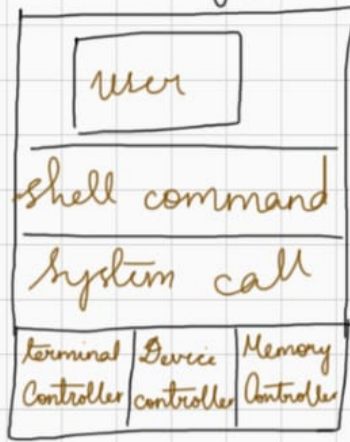 user
shell command
System call
terminal Device Memory
Controller controller Controller